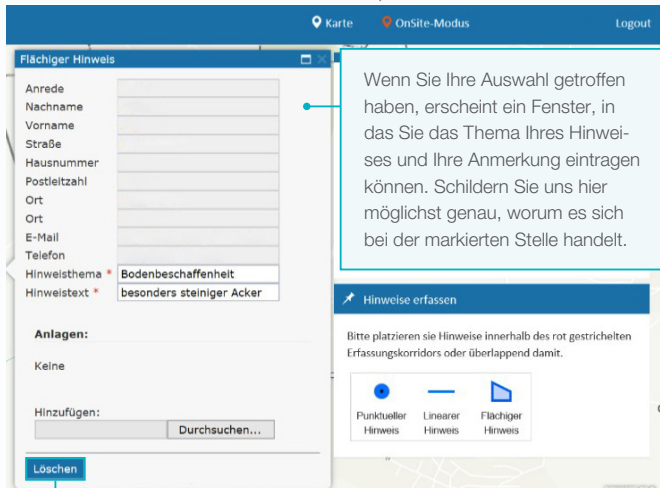 Karte OnSite-Modus Logout
Flächiger Hinweis
Anrede
Nachname
Vorname
Straße
Hausnummer
Postleitzahl
Ort
Ort
E-Mail
Telefon
Hinweisthema * Bodenbeschaffenheit
Hinweistext * besonders steiniger Acker
Anlagen:
Keine
Hinzufügen:
Durchsuchen...
Löschen
Wenn Sie Ihre Auswahl getroffen
haben, erscheint ein Fenster, in
das Sie das Thema Ihres Hinwei-
ses und Ihre Anmerkung eintragen
können. Schildern Sie uns hier
möglichst genau, worum es sich
bei der markierten Stelle handelt.
Hinweise erfassen
Bitte platzieren sie Hinweise innerhalb des rot gestrichelten
Erfassungskorridors oder überlappend damit.
Punktueller Linearer Flächiger
Hinweis Hinweis Hinweis